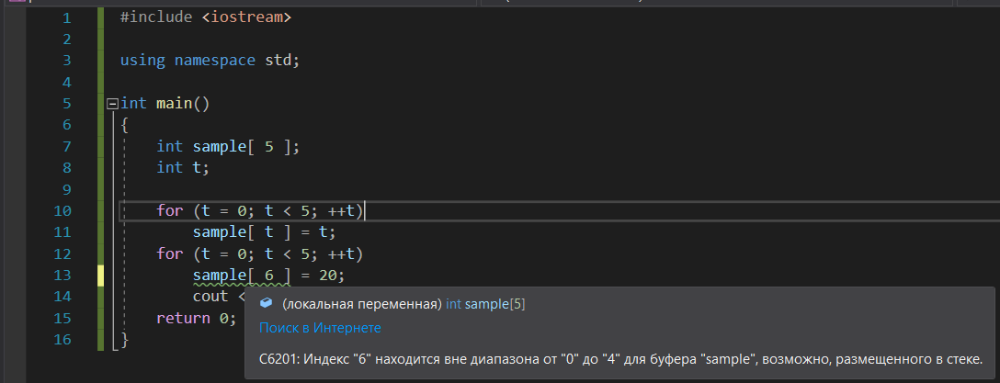 1 #include <iostream>
2
3 using namespace std;
4
5 int main()
6 {
7 int sample[ 5 ];
8 int t;
9
10 for (t = 0; t < 5; ++t)
11 sample[ t ] = t;
12 for (t = 0; t < 5; ++t)
13 sample[ 6 ] = 20;
14 cout <
15 return 0;
16 }
(локальная переменная) int sample[5]
Поиск в Интернете
C6201: Индекс "6" находится вне диапазона от "0" до "4" для буфера "sample", возможно, размещенного в стеке.